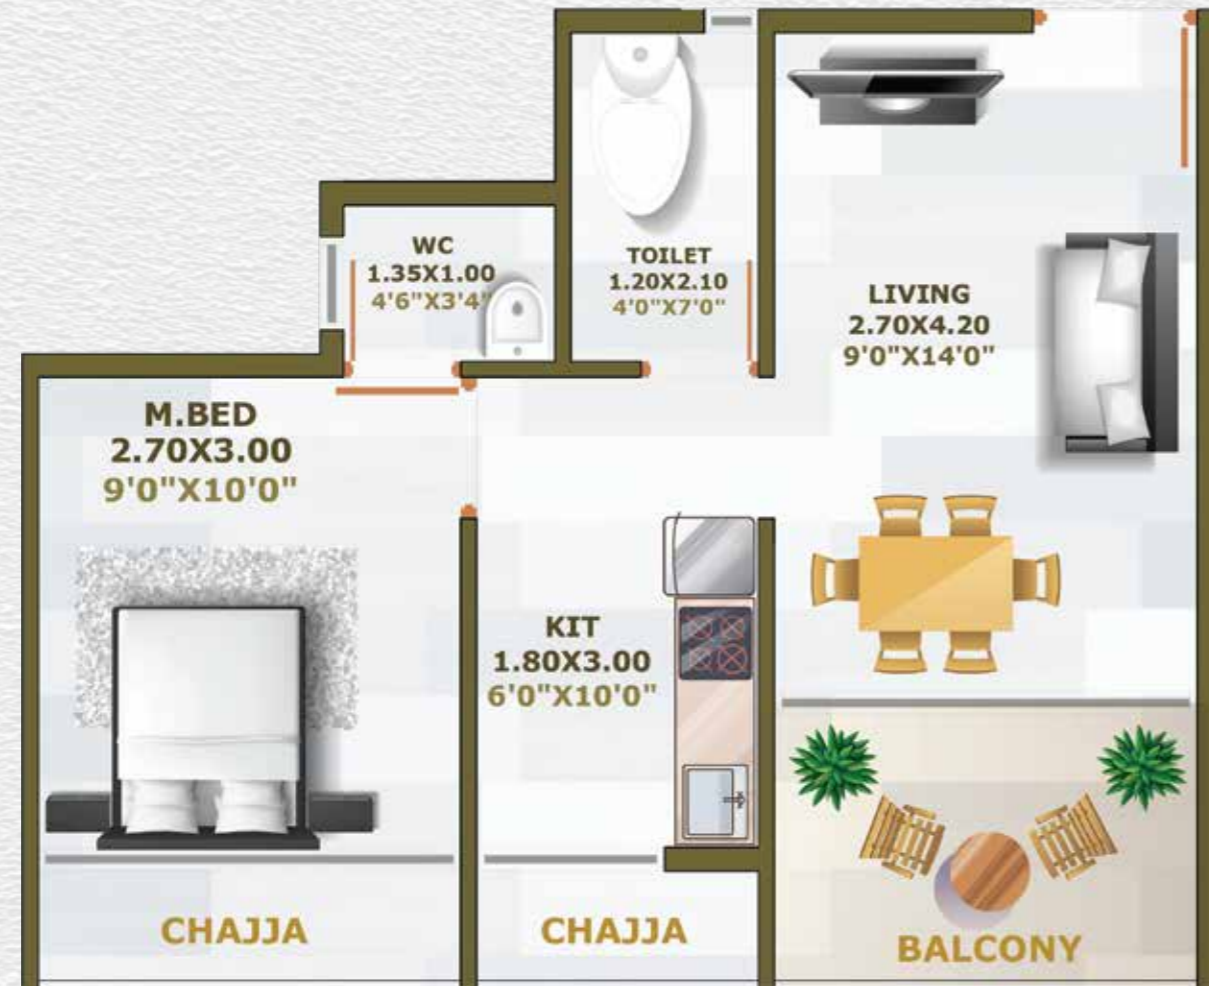 WC
1.35X1.00
4'6"X3'4"
TOILET
1.20X2.10
4'0"X7'0"
LIVING
2.70X4.20
9'0"X14'0"
M.BED
2.70X3.00
9'0"X10'0"
KIT
1.80X3.00
6'0"X10'0"
CHAJJA
CHAJJA
BALCONY